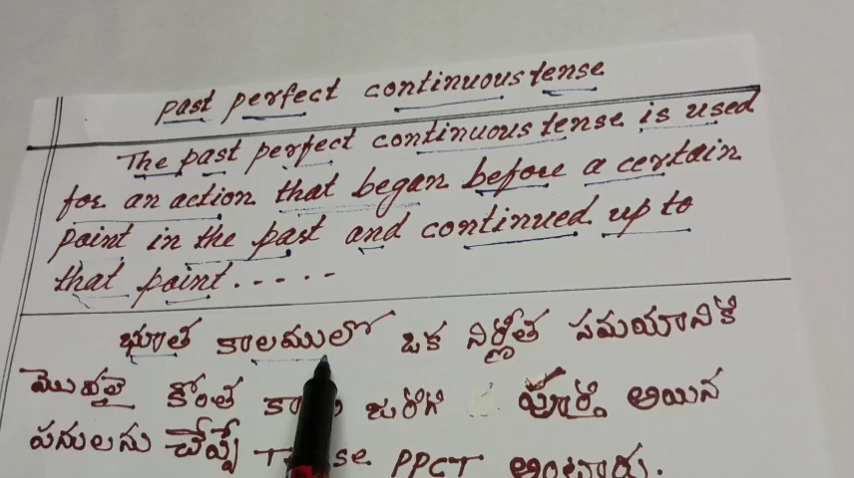 past perfect continuous tense
The past perfect continuous tense is used
for an action that began before a certain
point in the past and continued up to
that point......
భూత కాలములో ఒక నిర్ణీత సమయానికి
మొదలై కొంత జరిగి పూర్తి అయిన
పనులను చేప్పే PPCT అంటారు.